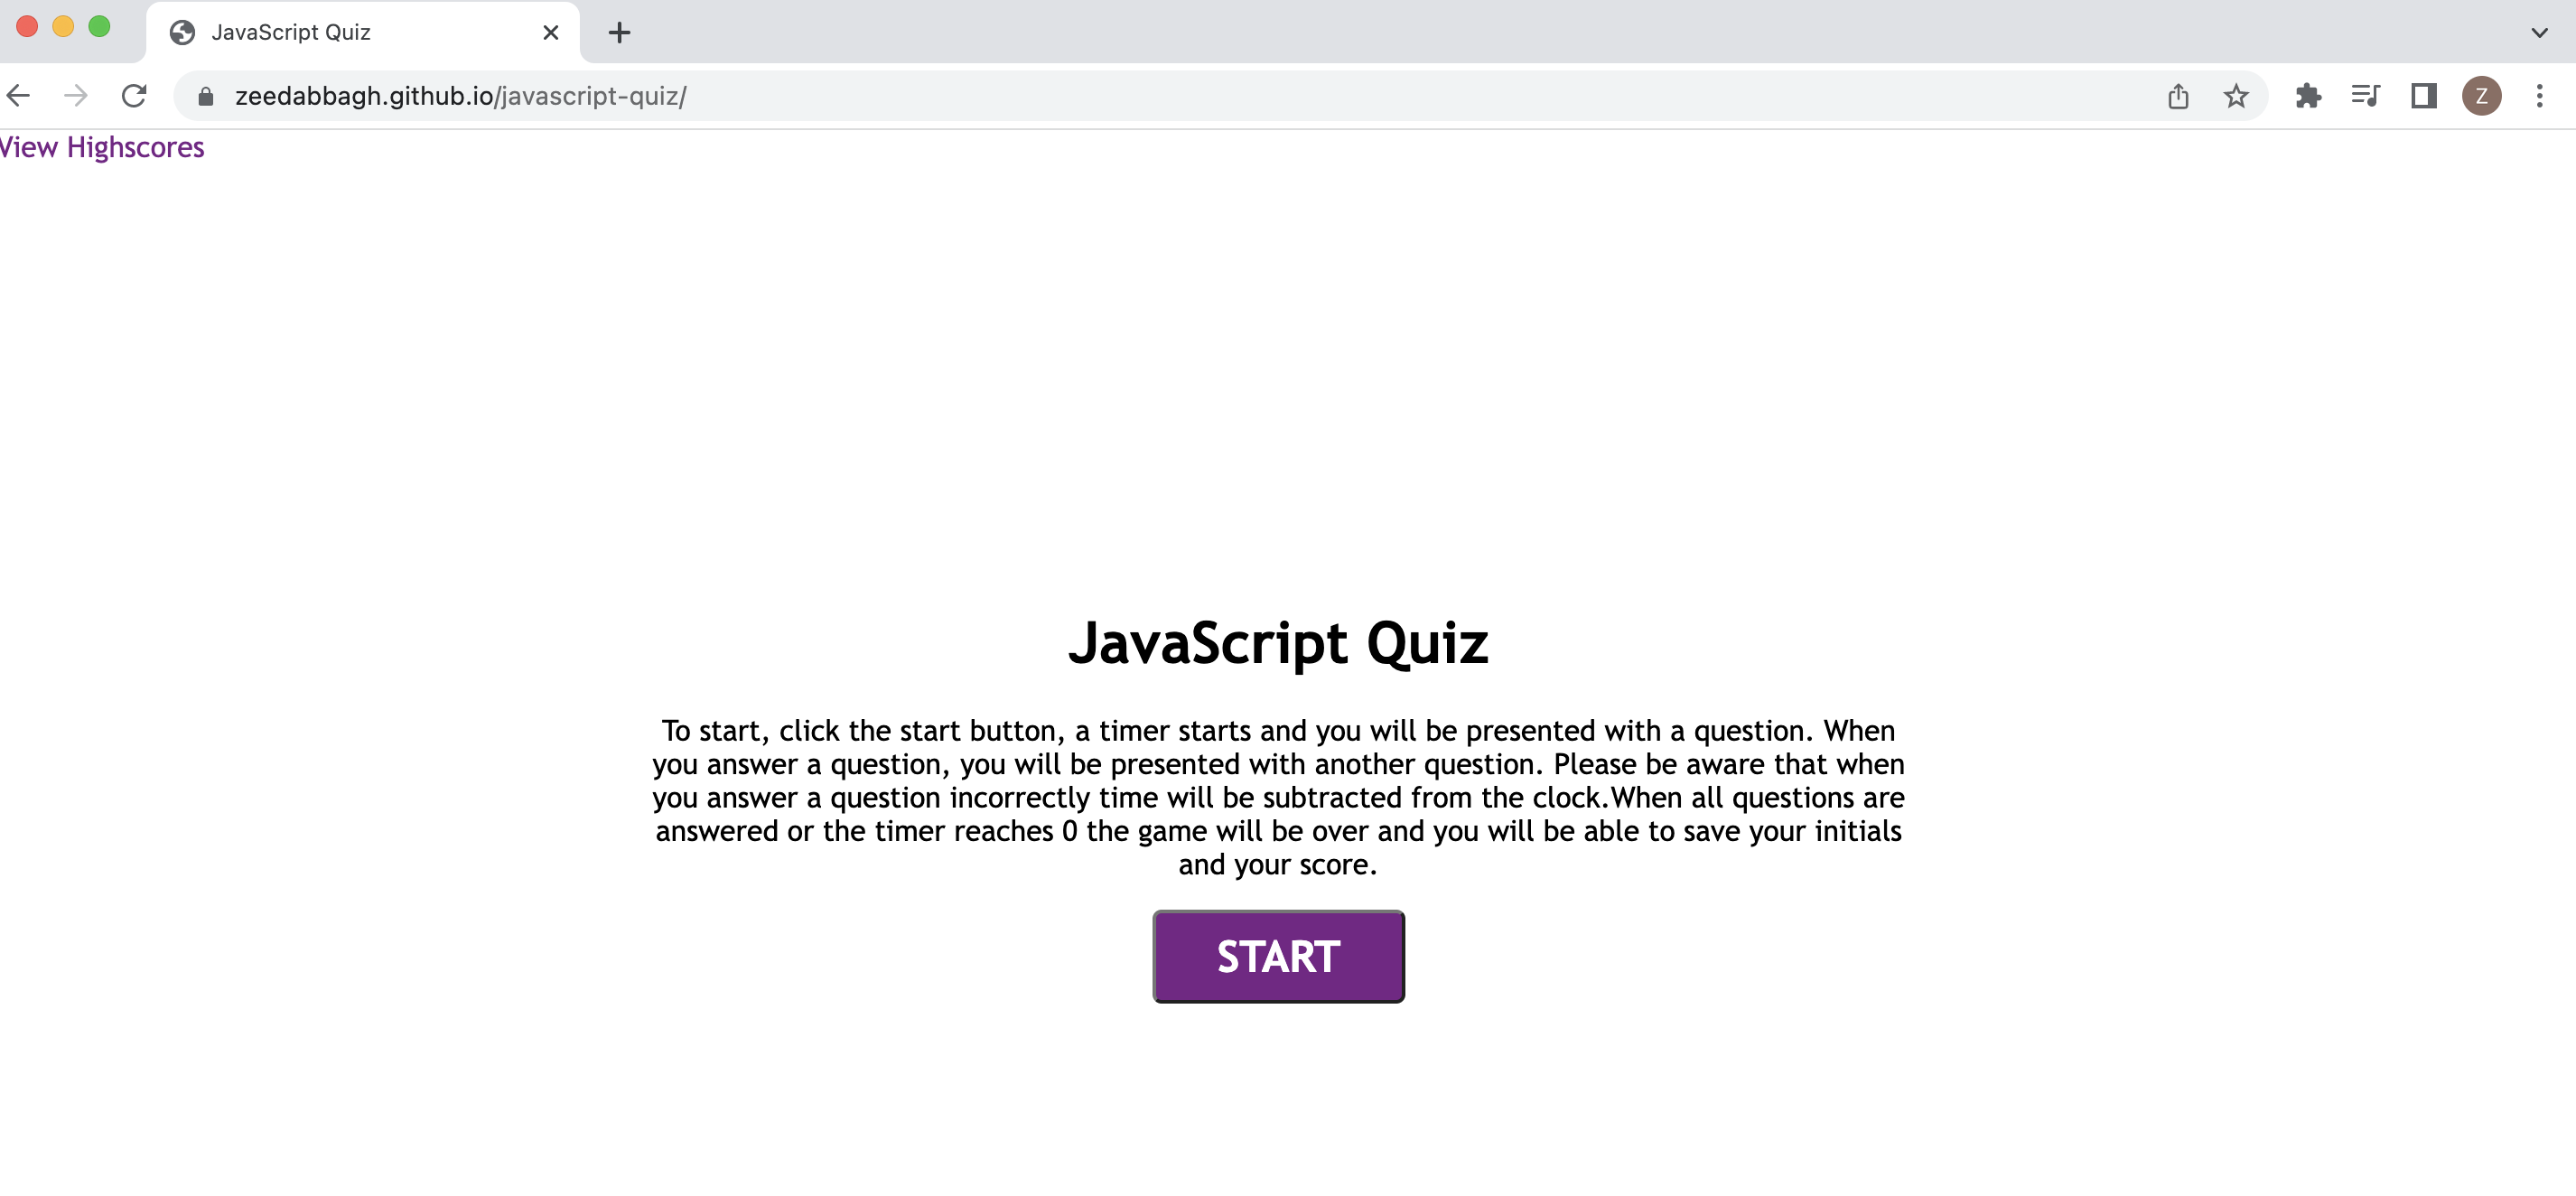 JavaScript Quiz
zeedabbagh.github.io/javascript-quiz/
Z
View Highscores
JavaScript Quiz
To start, click the start button, a timer starts and you will be presented with a question. When
you answer a question, you will be presented with another question. Please be aware that when
you answer a question incorrectly time will be subtracted from the clock.When all questions are
answered or the timer reaches 0 the game will be over and you will be able to save your initials
and your score.
START